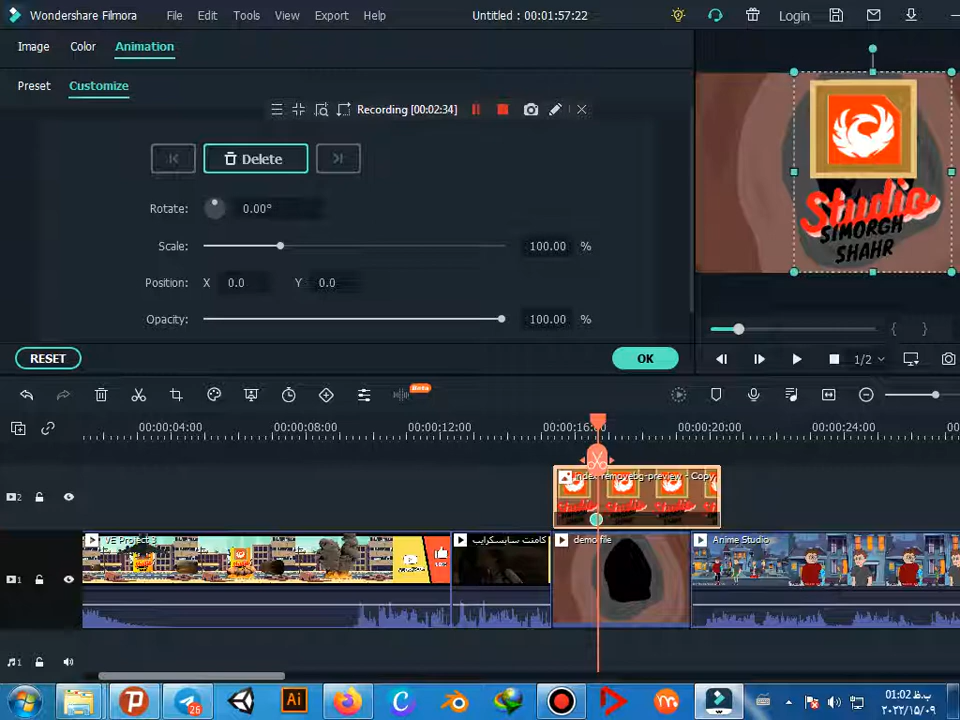 Wondershare Filmora File Edit Tools View Export Help Untitled : 00:01:57:22 Login
Image Color Animation
Preset Customize
Recording [00:02:34]
Delete
Rotate: 0.00°
Scale: 100.00 %
Position: X 0.0 Y 0.0
Opacity: 100.00 %
RESET OK
Studio
SIMORGH
SHAHR
{ }
1/2
Beta
00:00:04:00 00:00:08:00 00:00:12:00 00:00:16:00 00:00:20:00 00:00:24:00
index-removebg-preview - Copy
2
VE Project 3 کامنت سابسکرایب demo file Anime Studio
1
1
26 Ai
01:02 ب.ظ
۲۰۲۲/۱۵/۰۹